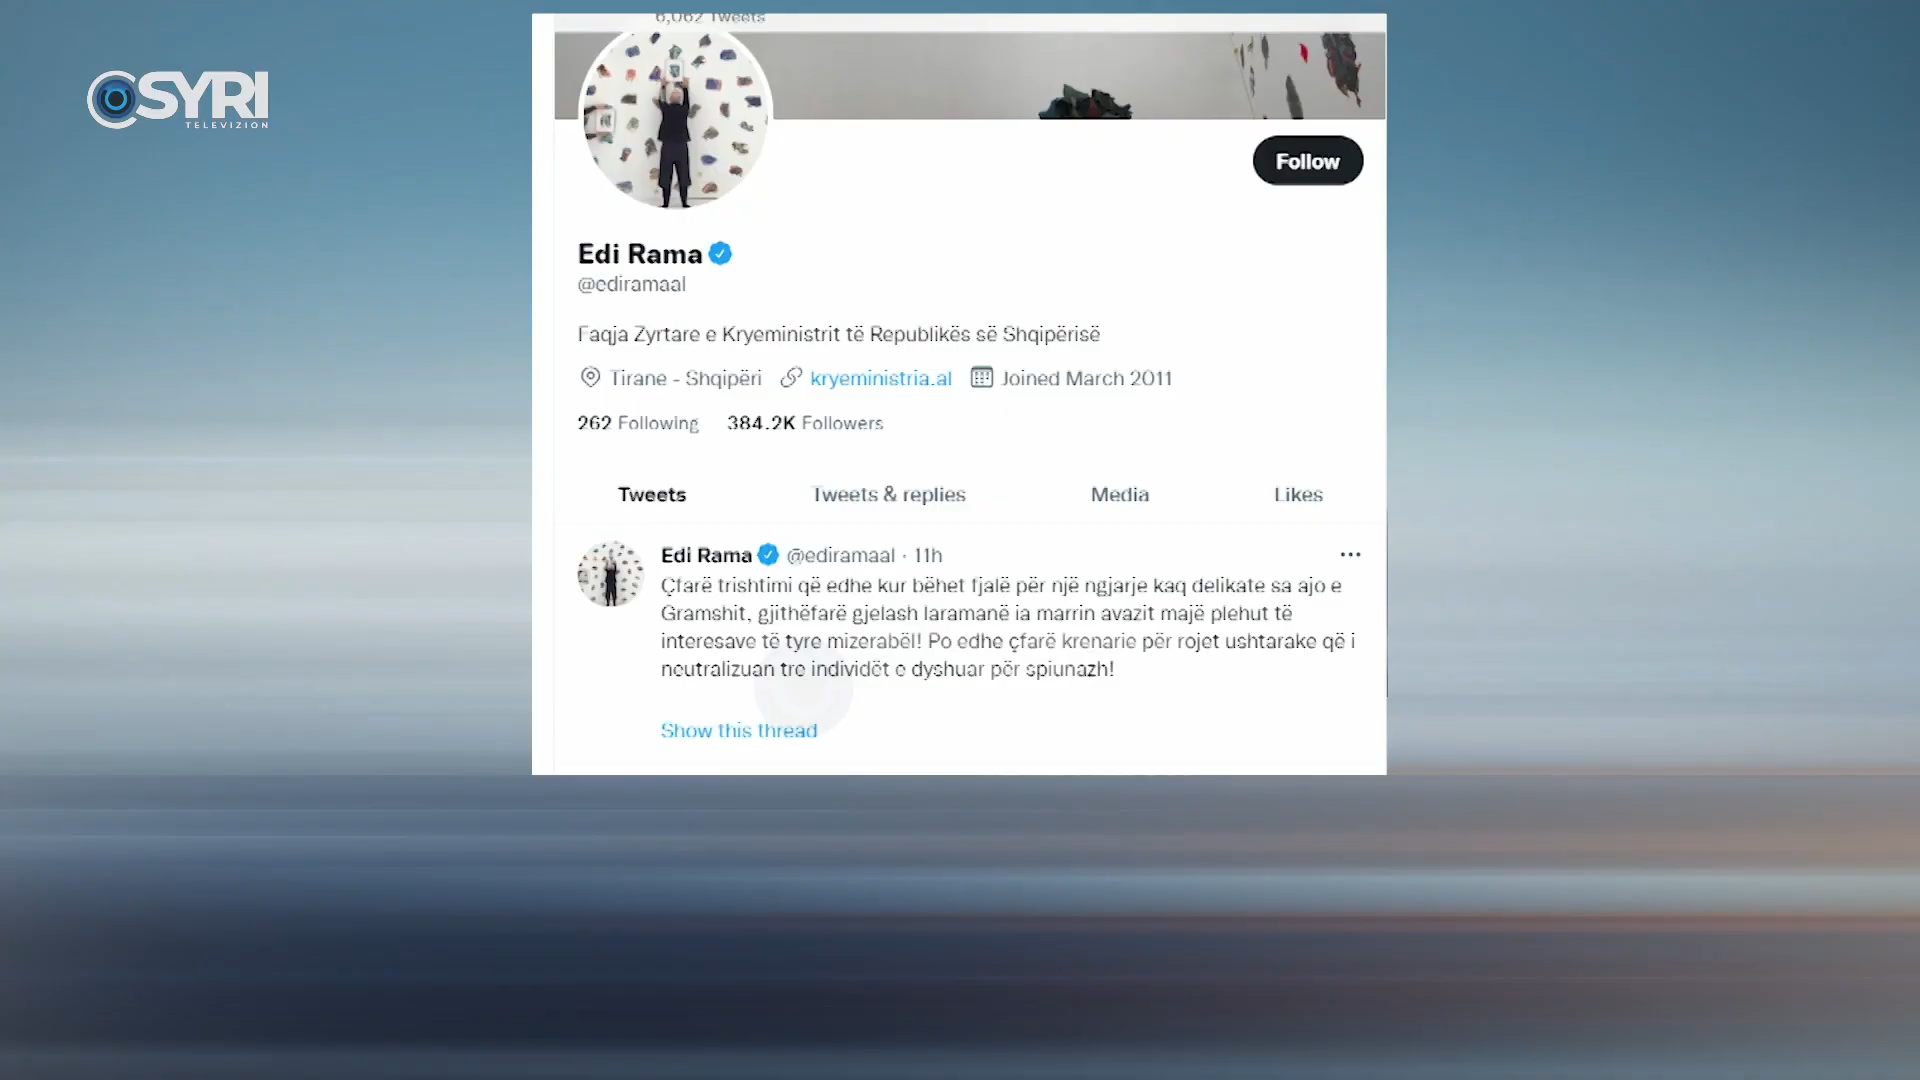 6,062 Tweets
SYRI
TELEVIZION
Follow
Edi Rama
@ediramaal
Faqja Zyrtare e Kryeministrit të Republikës së Shqipërisë
Tirane - Shqipëri kryeministria.al Joined March 2011
262 Following 384.2K Followers
Tweets Tweets & replies Media Likes
Edi Rama @ediramaal · 11h
Çfarë trishtimi që edhe kur bëhet fjalë për një ngjarje kaq delikate sa ajo e
Gramshit, gjithëfarë gjelash laramanë ia marrin avazit majë plehut të
interesave të tyre mizerabël! Po edhe çfarë krenarie për rojet ushtarake që i
neutralizuan tre individët e dyshuar për spiunazh!
Show this thread